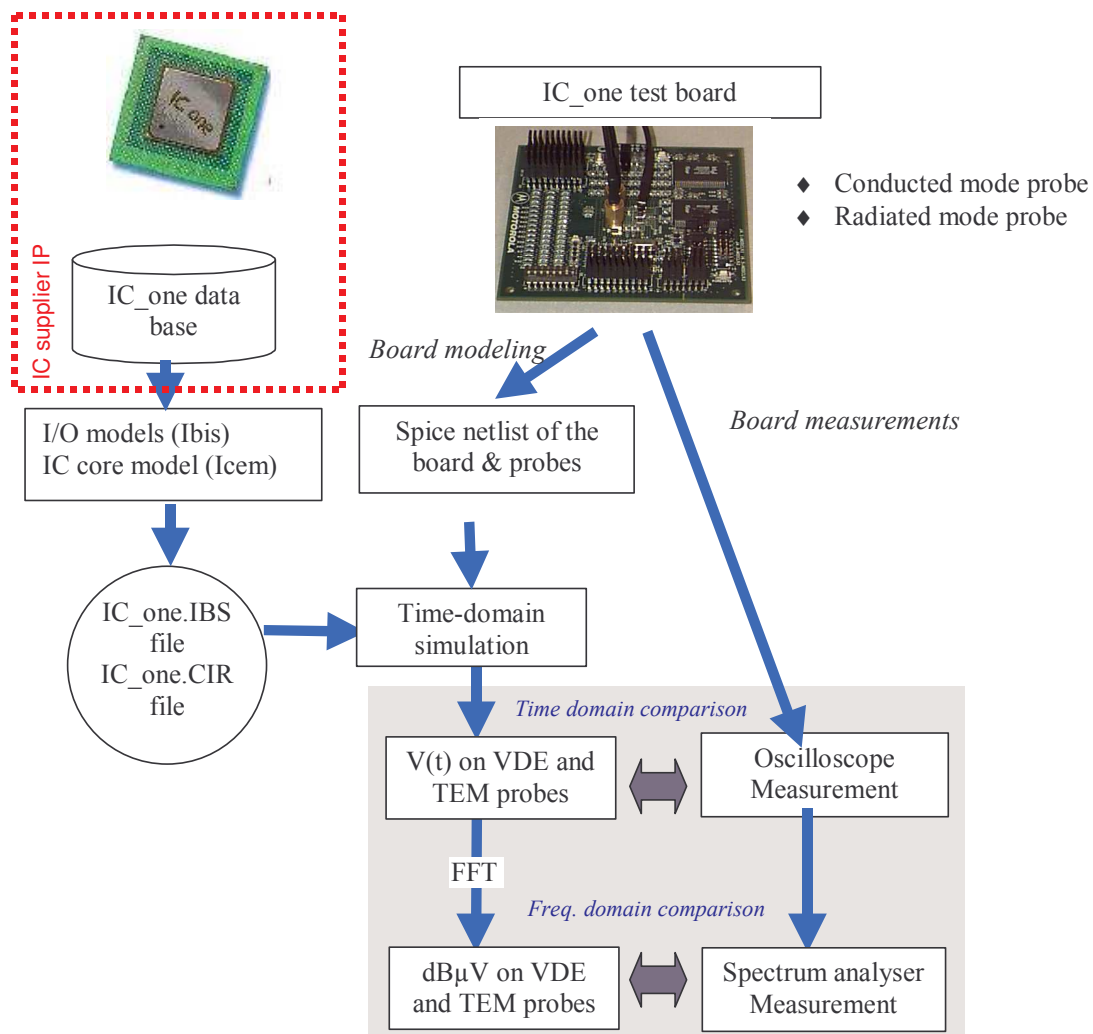 IC one
IC_one test board
MOTOROLA
♦ Conducted mode probe
♦ Radiated mode probe
IC supplier IP
IC_one data
base
Board modeling
Board measurements
I/O models (Ibis)
IC core model (Icem)
Spice netlist of the
board & probes
IC_one.IBS
file
IC_one.CIR
file
Time-domain
simulation
Time domain comparison
V(t) on VDE and
TEM probes
Oscilloscope
Measurement
FFT
Freq. domain comparison
dBµV on VDE
and TEM probes
Spectrum analyser
Measurement